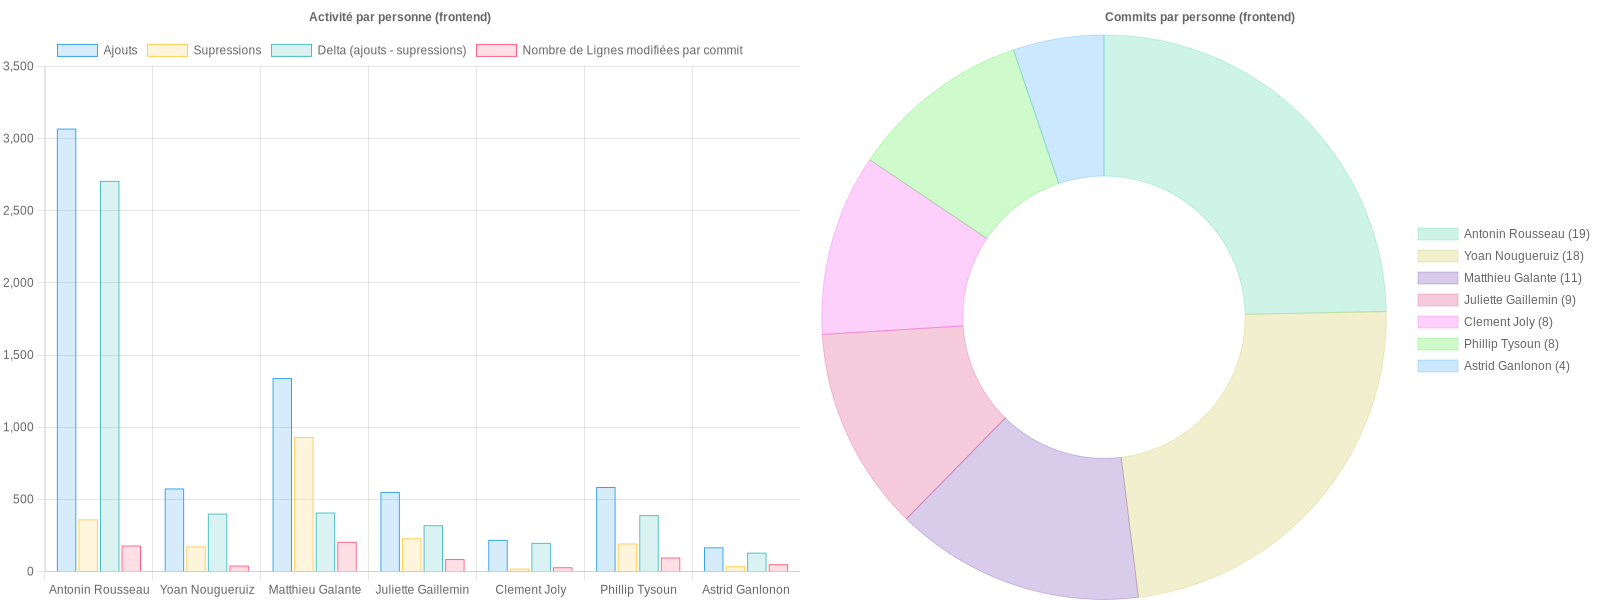 Activité par personne (frontend)
Ajouts Supressions Delta (ajouts - supressions) Nombre de Lignes modifiées par commit
3,500
3,000
2,500
2,000
1,500
1,000
500
0
Antonin Rousseau Yoan Nougueruiz Matthieu Galante Juliette Gaillemin Clement Joly Phillip Tysoun Astrid Ganlonon
Commits par personne (frontend)
Antonin Rousseau (19)
Yoan Nougueruiz (18)
Matthieu Galante (11)
Juliette Gaillemin (9)
Clement Joly (8)
Phillip Tysoun (8)
Astrid Ganlonon (4)